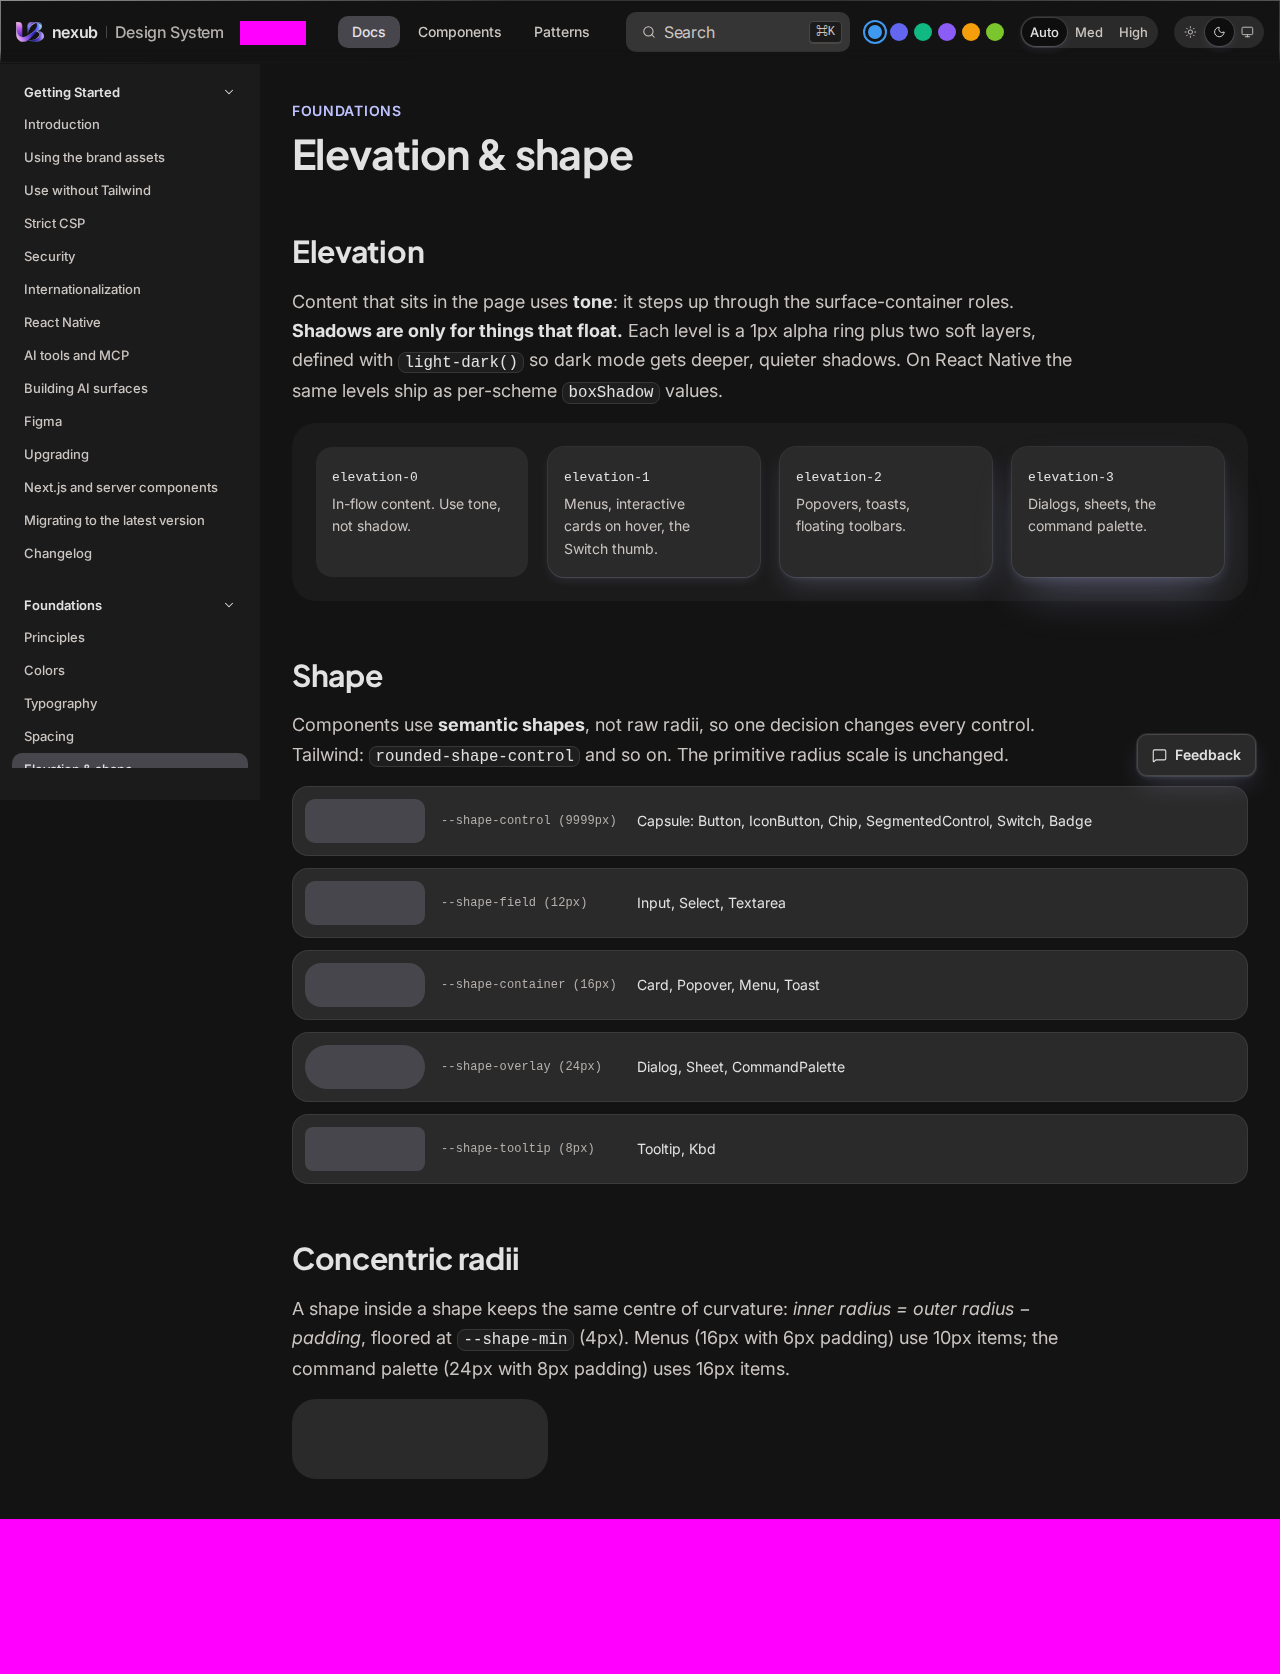 nexub
Design System
Docs
Components
Patterns
Search
⌘K
Auto
Med
High
Getting Started
Introduction
Using the brand assets
Use without Tailwind
Strict CSP
Security
Internationalization
React Native
AI tools and MCP
Building AI surfaces
Figma
Upgrading
Next.js and server components
Migrating to the latest version
Changelog
Foundations
Principles
Colors
Typography
Spacing
Elevation & shape
FOUNDATIONS
Elevation & shape
Elevation
Content that sits in the page uses tone: it steps up through the surface-container roles.
Shadows are only for things that float. Each level is a 1px alpha ring plus two soft layers,
defined with light-dark() so dark mode gets deeper, quieter shadows. On React Native the
same levels ship as per-scheme boxShadow values.
elevation-0
In-flow content. Use tone,
not shadow.
elevation-1
Menus, interactive
cards on hover, the
Switch thumb.
elevation-2
Popovers, toasts,
floating toolbars.
elevation-3
Dialogs, sheets, the
command palette.
Shape
Components use semantic shapes, not raw radii, so one decision changes every control.
Tailwind: rounded-shape-control and so on. The primitive radius scale is unchanged.
Feedback
--shape-control (9999px)
Capsule: Button, IconButton, Chip, SegmentedControl, Switch, Badge
--shape-field (12px)
Input, Select, Textarea
--shape-container (16px)
Card, Popover, Menu, Toast
--shape-overlay (24px)
Dialog, Sheet, CommandPalette
--shape-tooltip (8px)
Tooltip, Kbd
Concentric radii
A shape inside a shape keeps the same centre of curvature: inner radius = outer radius −
padding, floored at --shape-min (4px). Menus (16px with 6px padding) use 10px items; the
command palette (24px with 8px padding) uses 16px items.